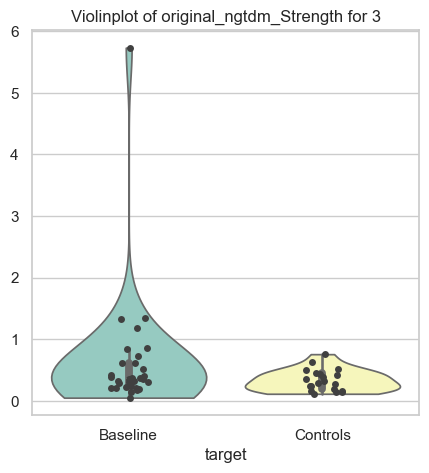 Violinplot of original_ngtdm_Strength for 3
6
5
4
3
2
1
0
Baseline
Controls
target